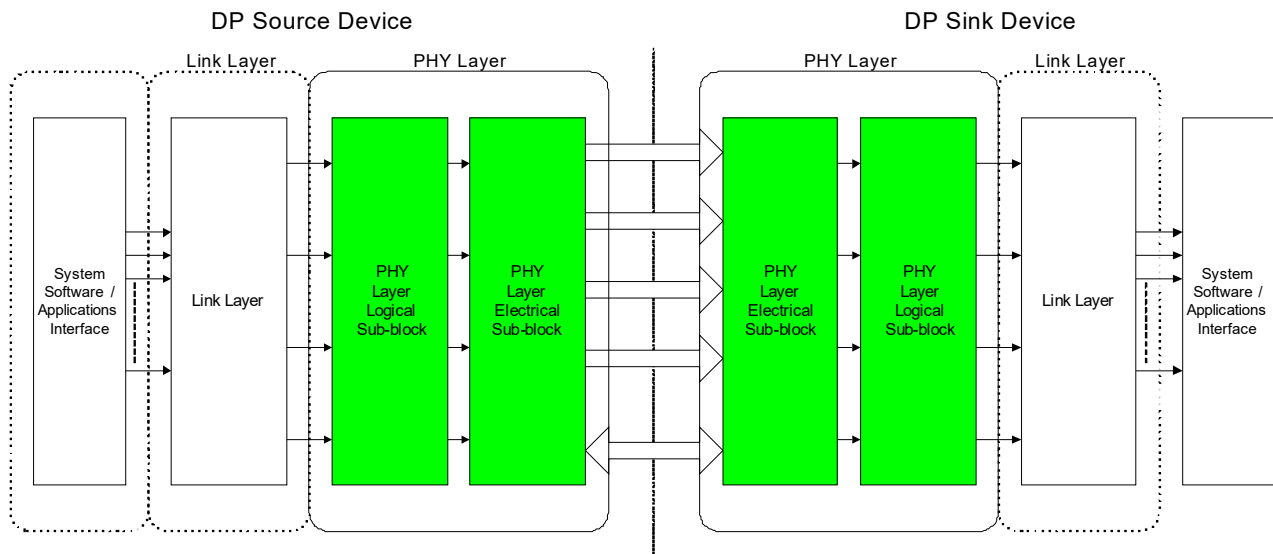 DP Source Device
DP Sink Device
Link Layer
PHY Layer
PHY Layer
Link Layer
System
Software /
Applications
Interface
Link Layer
PHY
Layer
Logical
Sub-block
PHY
Layer
Electrical
Sub-block
PHY
Layer
Electrical
Sub-block
PHY
Layer
Logical
Sub-block
Link Layer
System
Software /
Applications
Interface